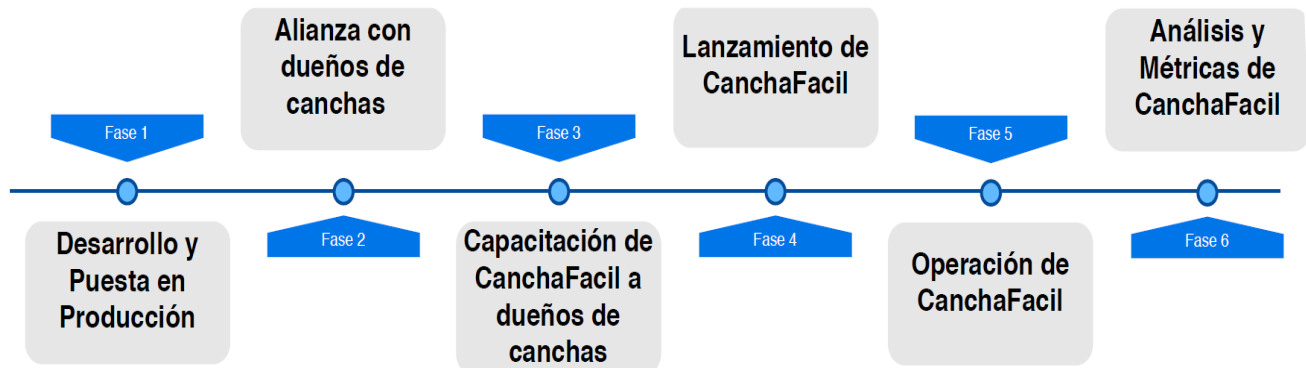 Fase 1
Desarrollo y
Puesta en
Producción
Alianza con
dueños de
canchas
Fase 2
Fase 3
Capacitación de
CanchaFacil a
dueños de
canchas
Lanzamiento de
CanchaFacil
Fase 4
Fase 5
Operación de
CanchaFacil
Análisis y
Métricas de
CanchaFacil
Fase 6